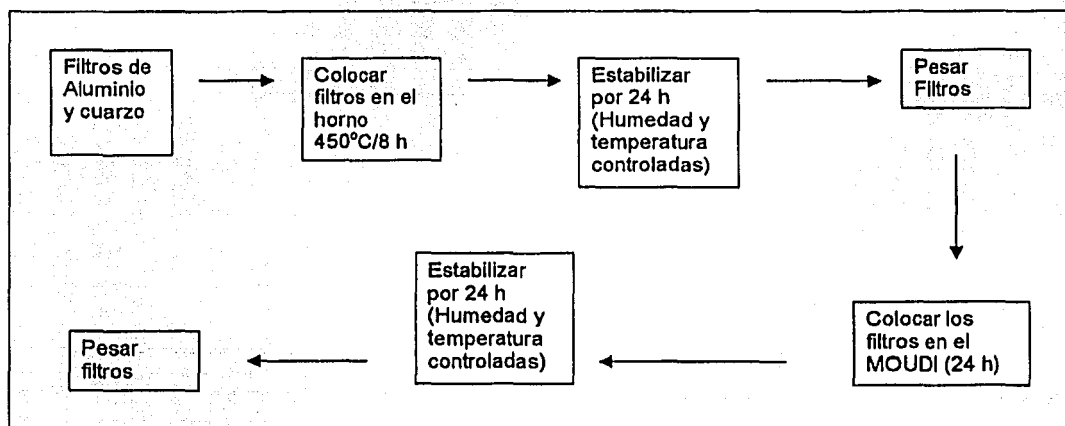 Filtros de
Aluminio
y cuarzo
Colocar
filtros en el
horno
450°C/8 h
Estabilizar
por 24 h
(Humedad y
temperatura
controladas)
Pesar
Filtros
Colocar los
filtros en el
MOUDI (24 h)
Estabilizar
por 24 h
(Humedad y
temperatura
controladas)
Pesar
filtros